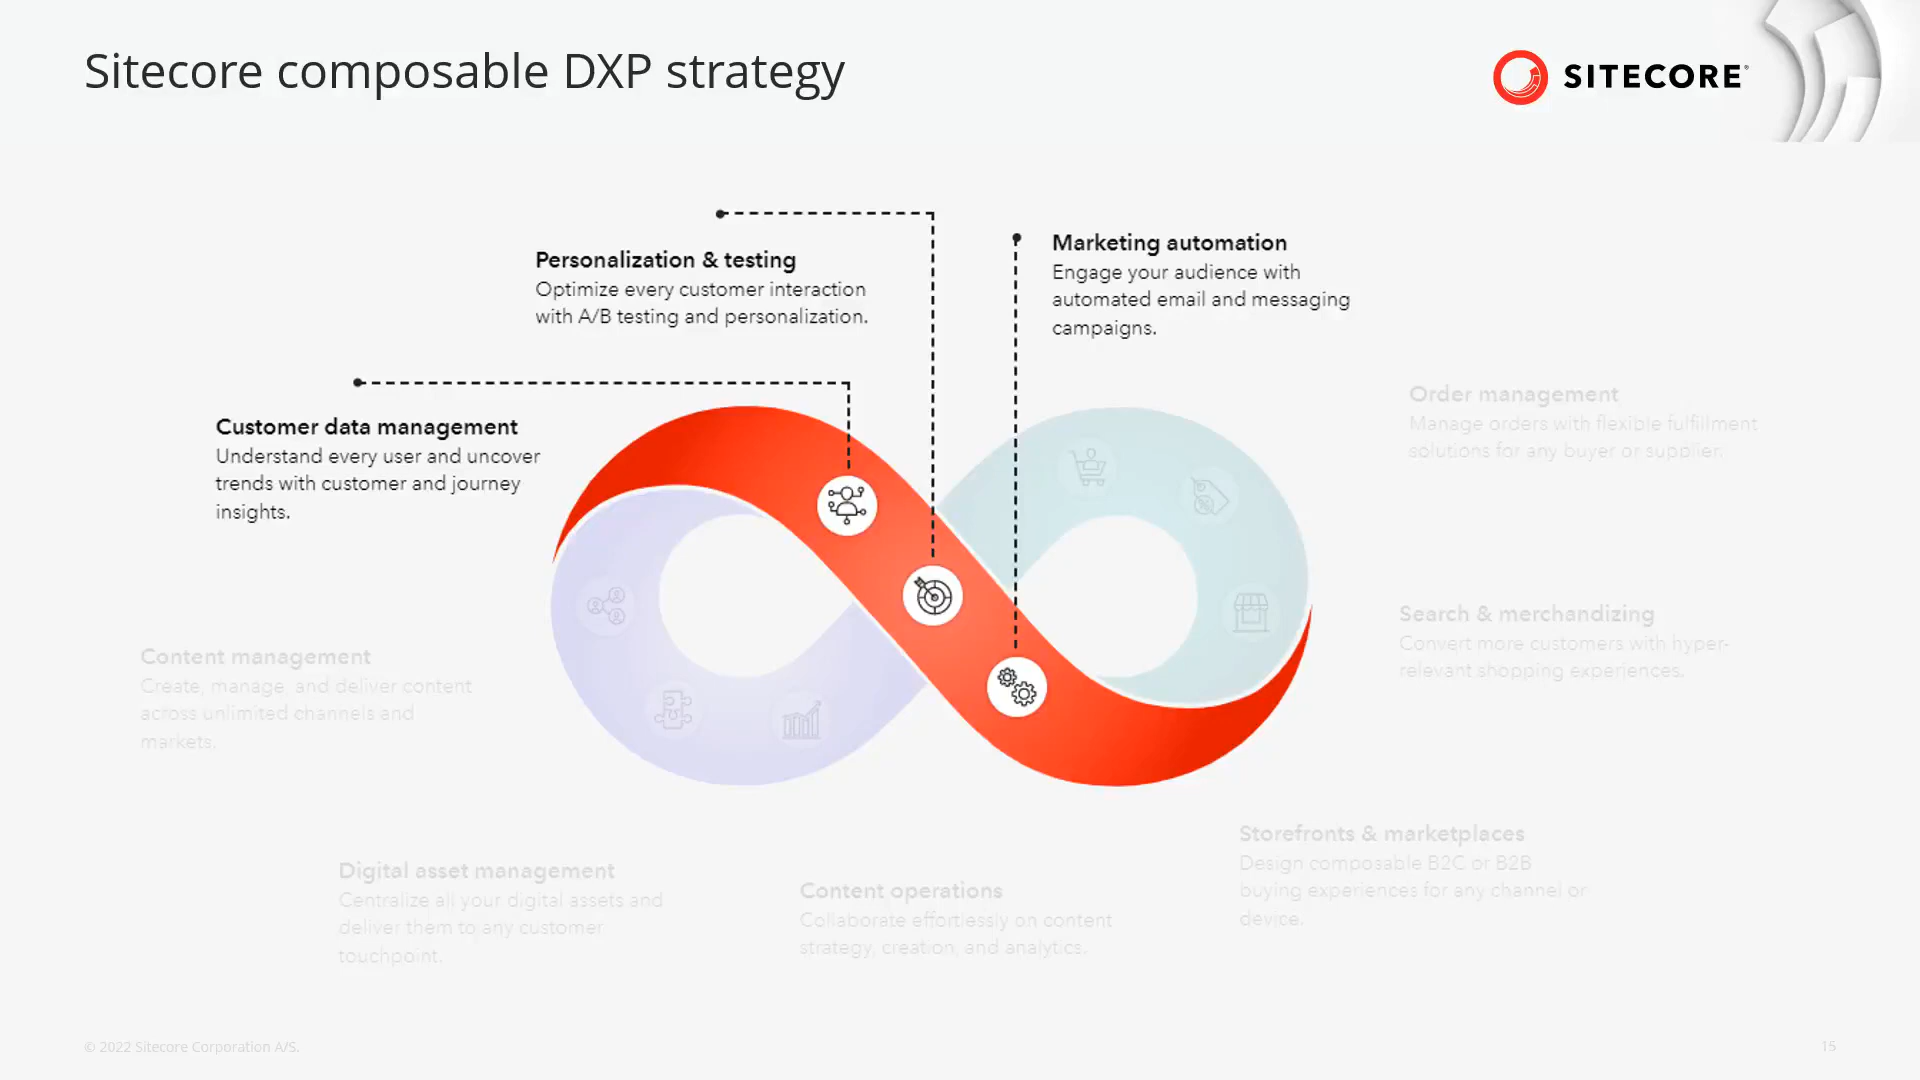 Sitecore composable DXP strategy
SITECORE®
Personalization & testing
Optimize every customer interaction
with A/B testing and personalization.
Marketing automation
Engage your audience with
automated email and messaging
campaigns.
Customer data management
Understand every user and uncover
trends with customer and journey
insights.
Order management
Manage orders with flexible fulfillment
solutions for any buyer or supplier.
Search & merchandizing
Convert more customers with hyper-
relevant shopping experiences.
Content management
Create, manage, and deliver content
across unlimited channels and
markets.
Storefronts & marketplaces
Design composable B2C or B2B
buying experiences for any channel or
device.
Digital asset management
Centralize all your digital assets and
deliver them to any customer
touchpoint.
Content operations
Collaborate effortlessly on content
strategy, creation, and analytics.
© 2022 Sitecore Corporation A/S.
15